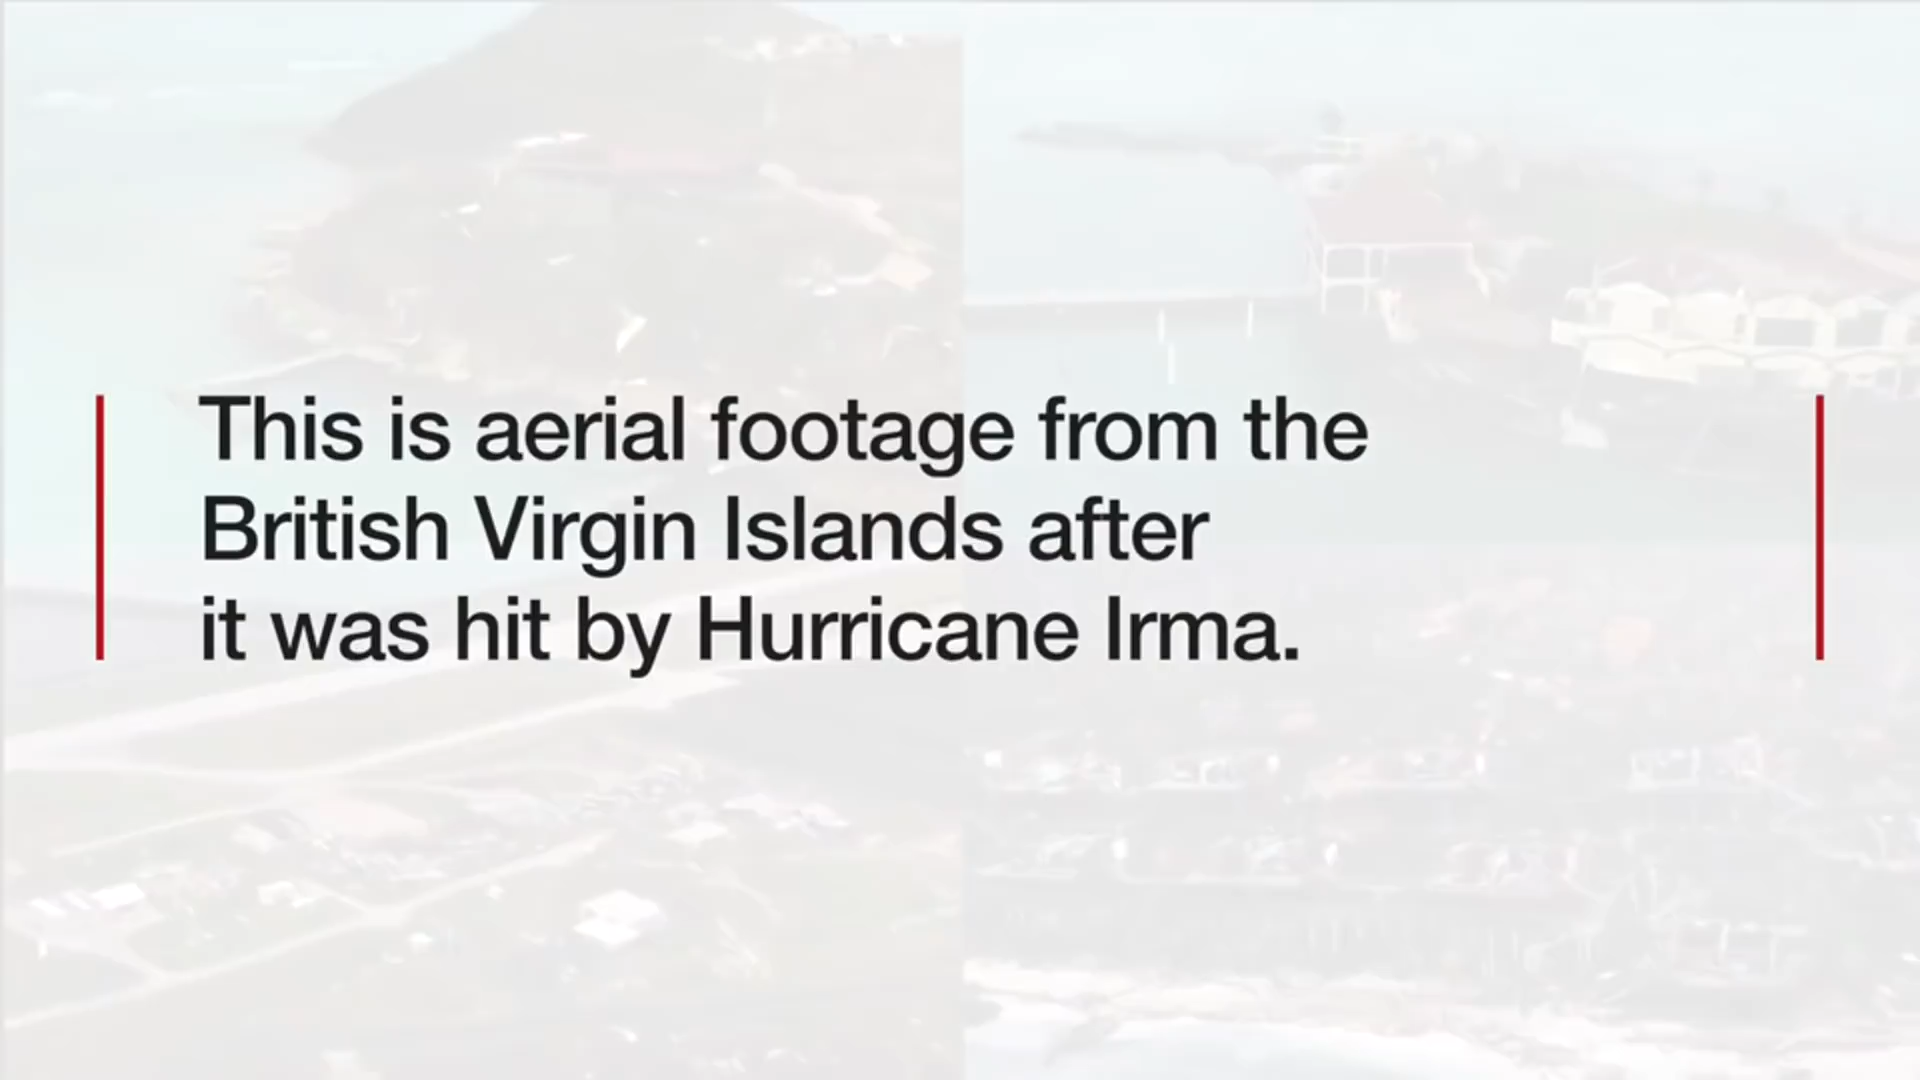 This is aerial footage from the
British Virgin Islands after
it was hit by Hurricane Irma.